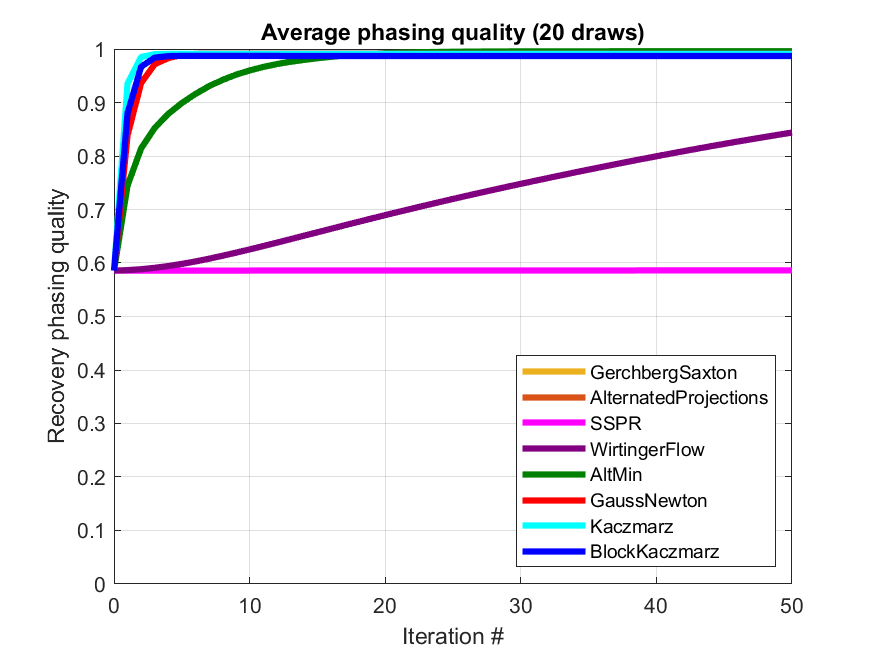 Average phasing quality (20 draws)
1
0.9
0.8
0.7
0.6
0.5
0.4
0.3
0.2
0.1
0
Recovery phasing quality
GerchbergSaxton
AlternatedProjections
SSPR
WirtingerFlow
AltMin
GaussNewton
Kaczmarz
BlockKaczmarz
0 10 20 30 40 50
Iteration #